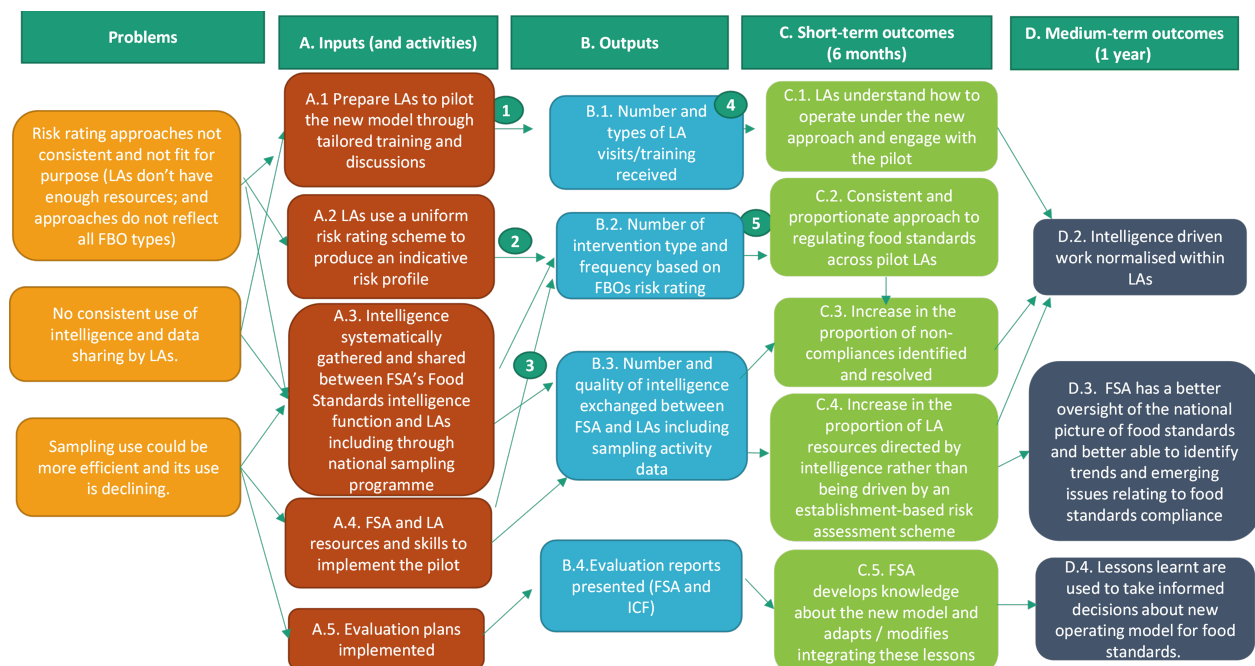 Problems
A. Inputs (and activities)
B. Outputs
C. Short-term outcomes
(6 months)
D. Medium-term outcomes
(1 year)
Risk rating approaches not
consistent and not fit for
purpose (LAs don't have
enough resources; and
approaches do not reflect
all FBO types)
No consistent use of
intelligence and data
sharing by LAs.
Sampling use could be
more efficient and its use
is declining.
A.1 Prepare LAs to pilot
the new model through
tailored training and
discussions
A.2 LAs use a uniform
risk rating scheme to
produce an indicative
risk profile
A.3. Intelligence
systematically
gathered and shared
between FSA's Food
Standards intelligence
function and LAs
including through
national sampling
programme
A.4. FSA and LA
resources and skills to
implement the pilot
A.5. Evaluation plans
implemented
1
2
3
B.1. Number and
types of LA
visits/training
received
B.2. Number of
intervention type and
frequency based on
FBOs risk rating
B.3. Number and
quality of intelligence
exchanged between
FSA and LAs including
sampling activity
data
B.4.Evaluation reports
presented (FSA and
ICF)
4
5
C.1. LAs understand how to
operate under the new
approach and engage with
the pilot
C.2. Consistent and
proportionate approach to
regulating food standards
across pilot LAs
C.3. Increase in the
proportion of non-
compliances identified
and resolved
C.4. Increase in the
proportion of LA
resources directed by
intelligence rather than
being driven by an
establishment-based risk
assessment scheme
C.5. FSA
develops knowledge
about the new model and
adapts / modifies
integrating these lessons
D.2. Intelligence driven
work normalised within
LAs
D.3. FSA has a better
oversight of the national
picture of food standards
and better able to identify
trends and emerging
issues relating to food
standards compliance
D.4. Lessons learnt are
used to take informed
decisions about new
operating model for food
standards.